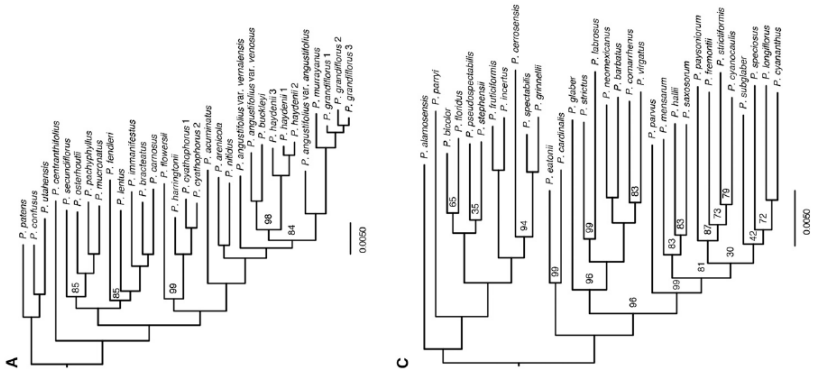 A
P. patens
P. confusus
P. utahensis
P. centranthifolius
P. secundiflorus
P. osterhoutii
P. pachyphyllus
P. mucronatus
P. fendleri
P. lentus
P. immanifestus
P. bracteatus
P. carnosus
P. flowersii
P. harringtonii
P. cyathophorus 1
P. cyathophorus 2
P. acuminatus
P. arenicola
P. nitidus
P. angustifolius var. vernalensis
P. angustifolius var. venosus
P. buckleyi
P. haydenii 3
P. haydenii 1
P. haydenii 2
P. angustifolius var. angustifolius
P. murrayanus
P. grandiflorus 1
P. grandiflorus 2
P. grandiflorus 3
85
85
99
98
84
0.0050
C
P. alamosensis
P. parryi
P. bicolor
P. floridus
P. pseudospectabilis
P. stephensii
P. fruticiformis
P. incertus
P. cerrosensis
P. spectabilis
P. grinnellii
P. eatonii
P. cardinalis
P. glaber
P. strictus
P. labrosus
P. neomexicanus
P. barbatus
P. comarrhenus
P. virgatus
P. parvus
P. mensarum
P. hallii
P. saxosorum
P. paysoniorum
P. fremontii
P. strictiformis
P. cyanocaulis
P. subglaber
P. speciosus
P. longiflorus
P. cyananthus
65
35
94
99
99
96
83
96
83
83
99
81
87
73
79
30
42
72
0.0050